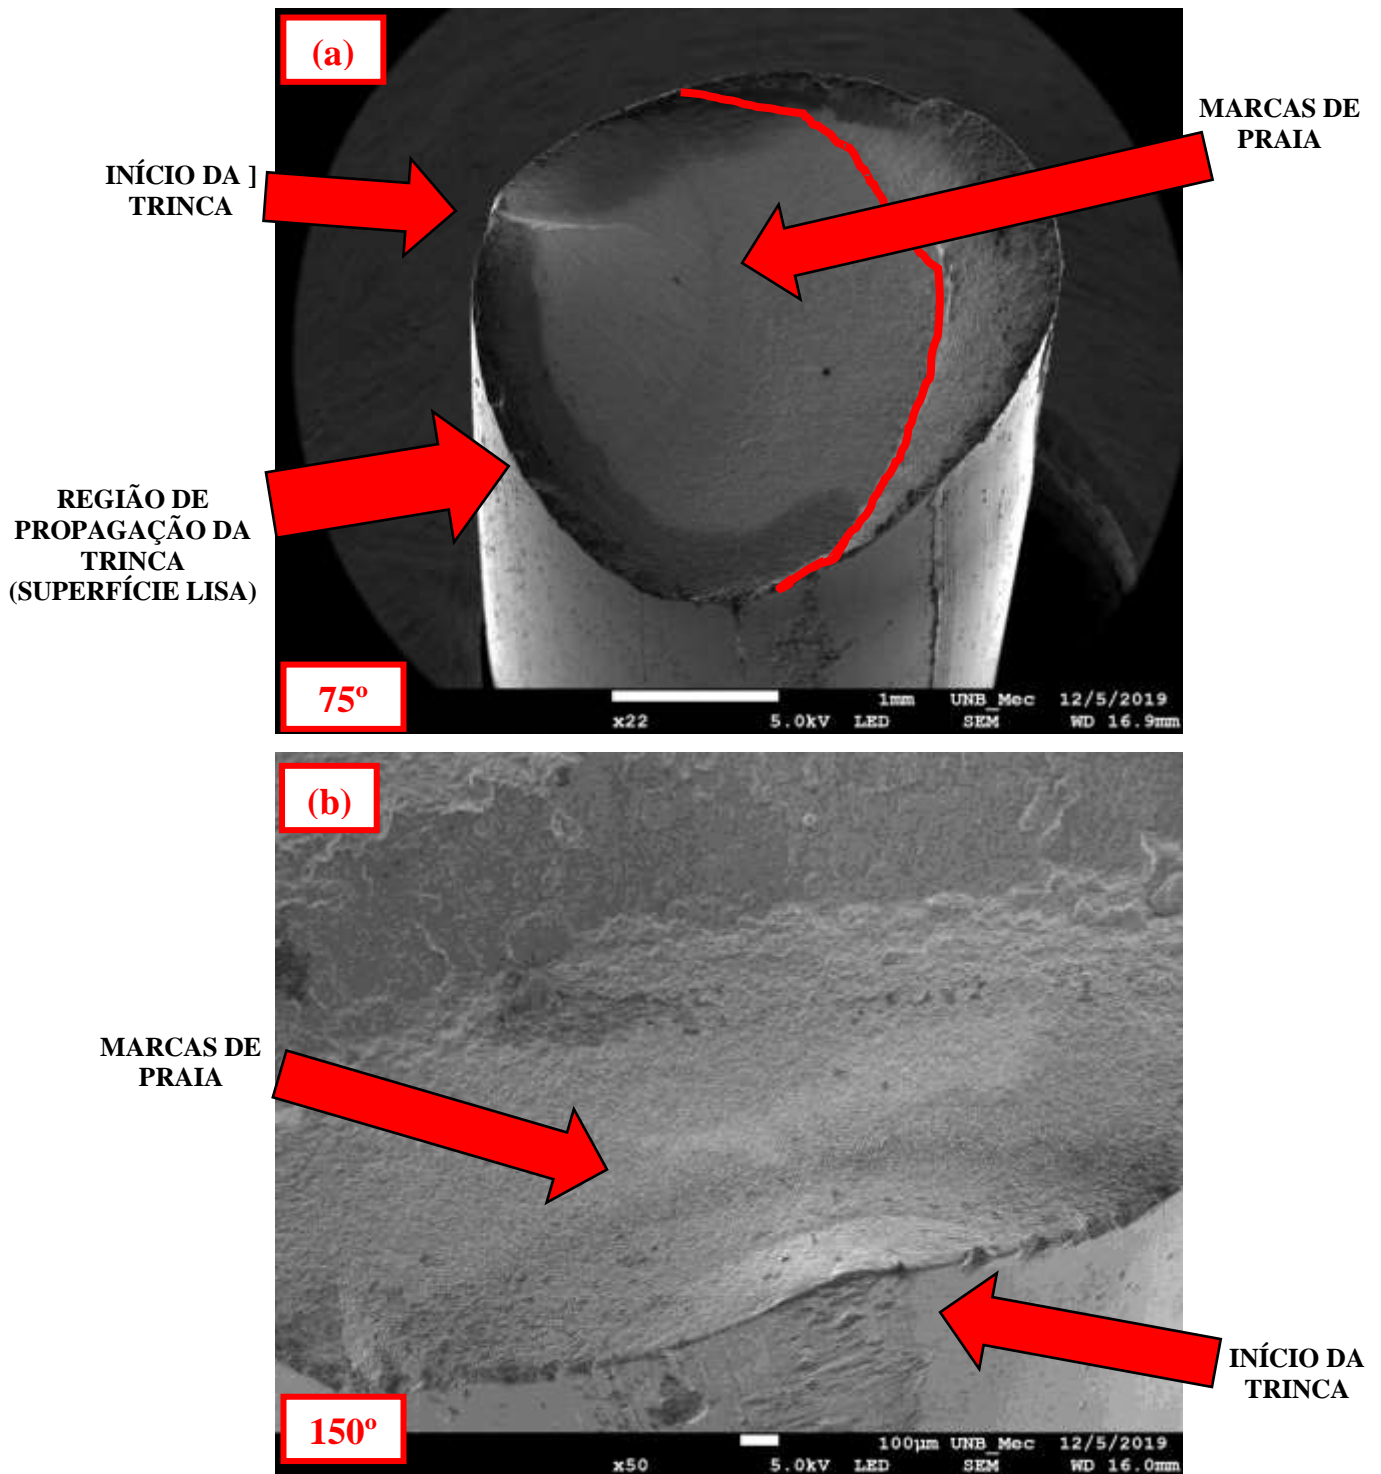 (a)
MARCAS DE
PRAIA
INÍCIO DA ]
TRINCA
REGIÃO DE
PROPAGAÇÃO DA
TRINCA
(SUPERFÍCIE LISA)
75º
1mm UNB_Mec 12/5/2019
x22 5.0kV LED SEM WD 16.9mm
(b)
MARCAS DE
PRAIA
INÍCIO DA
TRINCA
150º
100µm UNB_Mec 12/5/2019
x50 5.0kV LED SEM WD 16.0mm